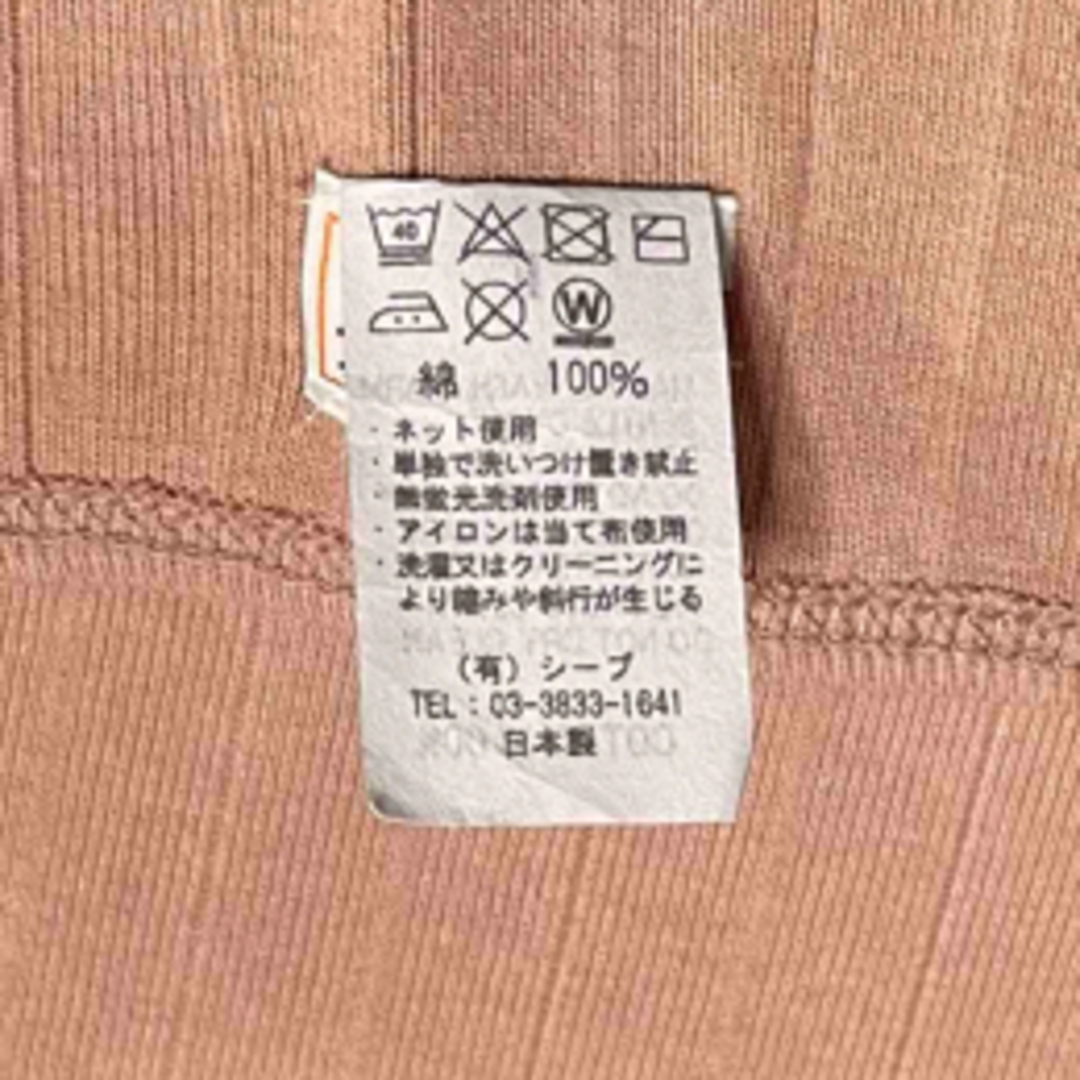 40
W
綿 100%
・ネット使用
・単独で洗いつけ置き禁止
・無蛍光洗剤使用
・アイロンは当て布使用
・洗濯又はクリーニングに
より縮みや斜行が生じる
(有) シーブ
TEL : 03-3833-1641
日本製